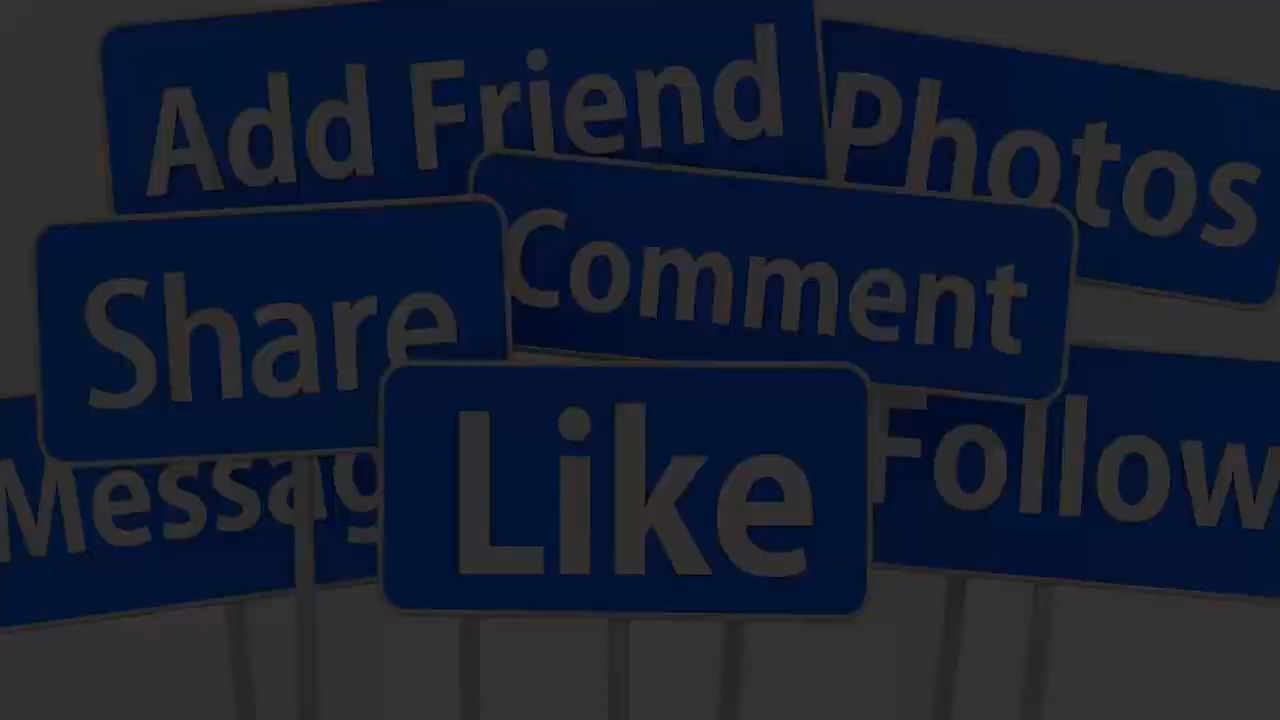 Add Friend
Photos
Comment
Share
Like
Follow
Messag